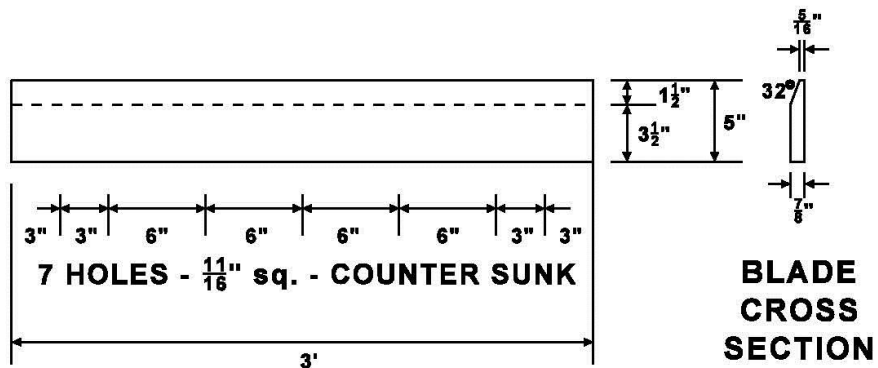 5/16"
32°
1 1/2"
3 1/2"
5"
7/8"
3" 3" 6" 6" 6" 6" 3" 3"
7 HOLES - 11/16" sq. - COUNTER SUNK
3'
BLADE
CROSS
SECTION